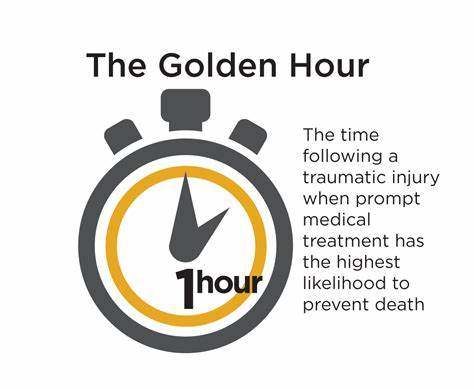 The Golden Hour
The time
following a
traumatic injury
when prompt
medical
treatment has
the highest
likelihood to
prevent death
1hour